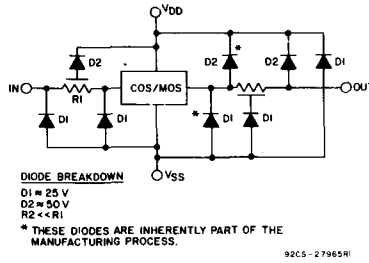 VDD
* D2 D2 D1
D2
IN R1 COS/MOS OUT
D1 D1 * D1 D1
VSS
DIODE BREAKDOWN
D1 ≈ 25 V
D2 ≈ 50 V
R2 << R1
* THESE DIODES ARE INHERENTLY PART OF THE
MANUFACTURING PROCESS.
92CS-27965R1